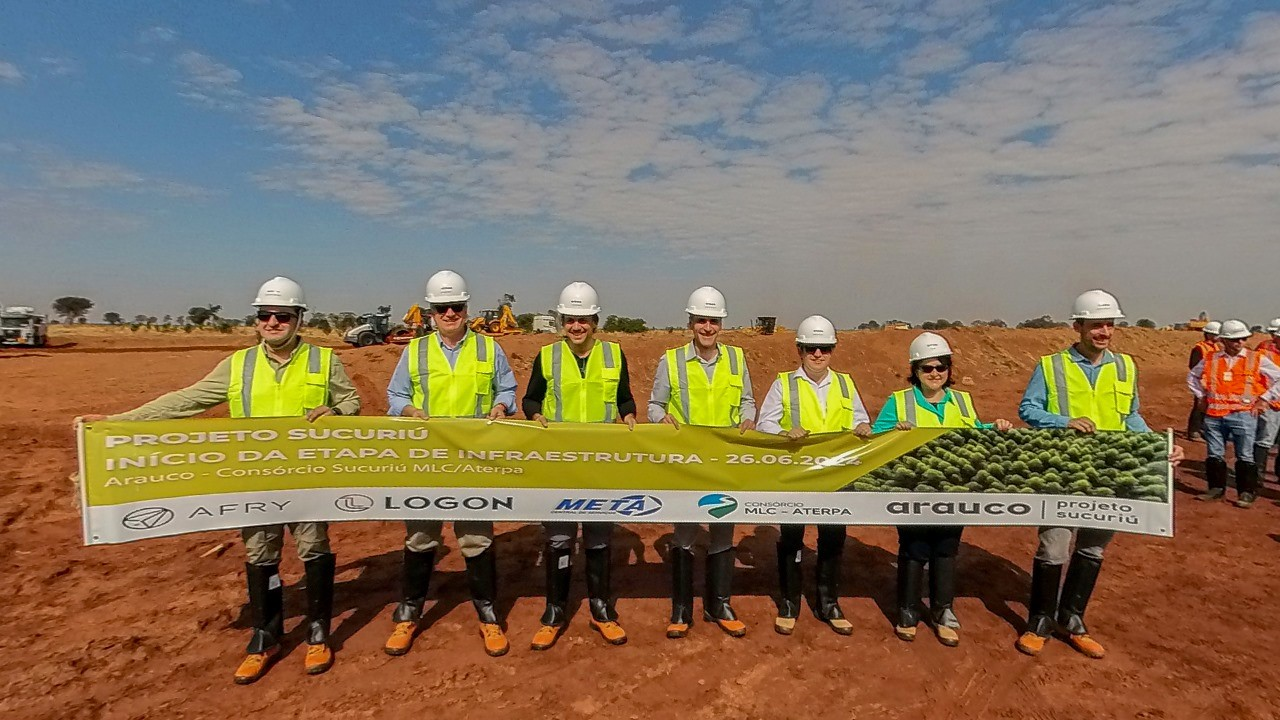 PROJETO SUCURIÚ
INÍCIO DA ETAPA DE INFRAESTRUTURA - 26.06.2024
Arauco - Consórcio Sucuriú MLC/Aterpa
AFRY
LOGON
META
CONSÓRCIO
MLC - ATERPA
arauco
projeto
sucuriú